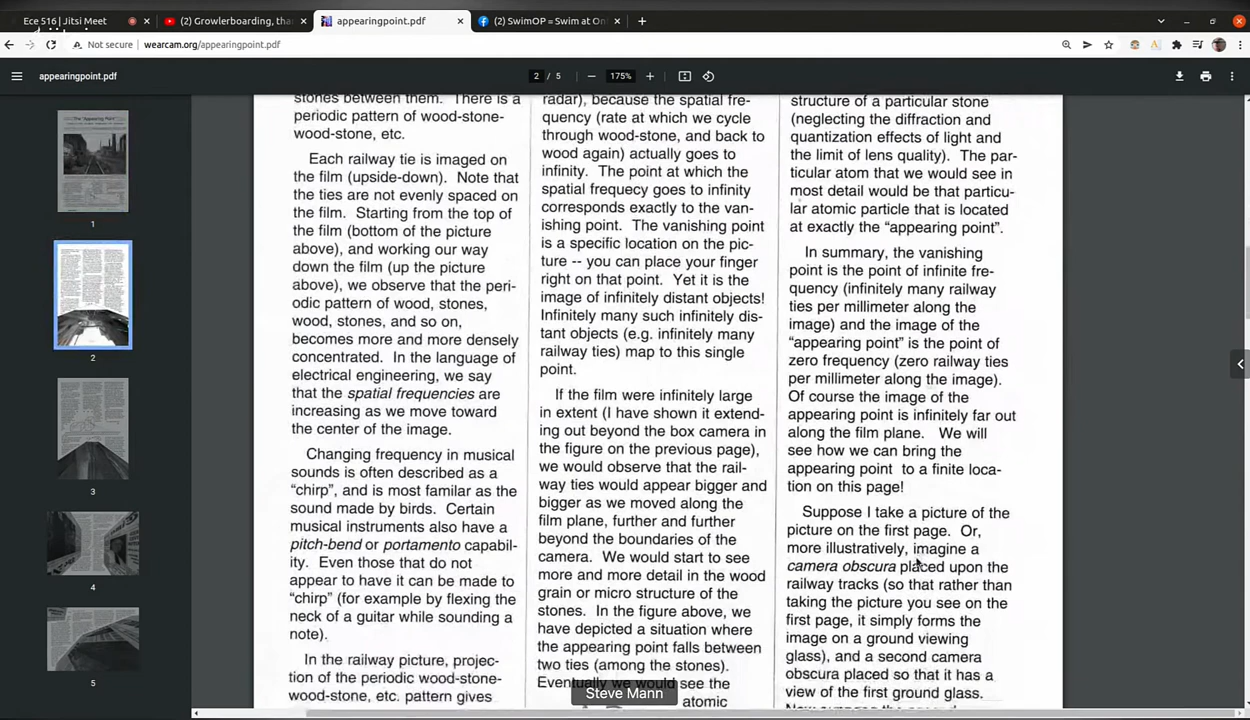 Ece 516 | Jitsi Meet
(2) Growlerboarding, tha
appearingpoint.pdf
(2) SwimOP = Swim at On
Not secure
wearcam.org/appearingpoint.pdf
appearingpoint.pdf
2 / 5
175%
1
2
3
4
5
stones between them. There is a
periodic pattern of wood-stone-
wood-stone, etc.
Each railway tie is imaged on
the film (upside-down). Note that
the ties are not evenly spaced on
the film. Starting from the top of
the film (bottom of the picture
above), and working our way
down the film (up the picture
above), we observe that the peri-
odic pattern of wood, stones,
wood, stones, and so on,
becomes more and more densely
concentrated. In the language of
electrical engineering, we say
that the spatial frequencies are
increasing as we move toward
the center of the image.
Changing frequency in musical
sounds is often described as a
“chirp”, and is most familar as the
sound made by birds. Certain
musical instruments also have a
pitch-bend or portamento capabil-
ity. Even those that do not
appear to have it can be made to
“chirp” (for example by flexing the
neck of a guitar while sounding a
note).
In the railway picture, projec-
tion of the periodic wood-stone-
wood-stone, etc. pattern gives
radar), because the spatial fre-
quency (rate at which we cycle
through wood-stone, and back to
wood again) actually goes to
infinity. The point at which the
spatial frequecy goes to infinity
corresponds exactly to the van-
ishing point. The vanishing point
is a specific location on the pic-
ture -- you can place your finger
right on that point. Yet it is the
image of infinitely distant objects!
Infinitely many such infinitely dis-
tant objects (e.g. infinitely many
railway ties) map to this single
point.
If the film were infinitely large
in extent (I have shown it extend-
ing out beyond the box camera in
the figure on the previous page),
we would observe that the rail-
way ties would appear bigger and
bigger as we moved along the
film plane, further and further
beyond the boundaries of the
camera. We would start to see
more and more detail in the wood
grain or micro structure of the
stones. In the figure above, we
have depicted a situation where
the appearing point falls between
two ties (among the stones).
Eventually we would see the
atomic
structure of a particular stone
(neglecting the diffraction and
quantization effects of light and
the limit of lens quality). The par-
ticular atom that we would see in
most detail would be that particu-
lar atomic particle that is located
at exactly the “appearing point”.
In summary, the vanishing
point is the point of infinite fre-
quency (infinitely many railway
ties per millimeter along the
image) and the image of the
“appearing point” is the point of
zero frequency (zero railway ties
per millimeter along the image).
Of course the image of the
appearing point is infinitely far out
along the film plane. We will
see how we can bring the
appearing point to a finite loca-
tion on this page!
Suppose I take a picture of the
picture on the first page. Or,
more illustratively, imagine a
camera obscura placed upon the
railway tracks (so that rather than
taking the picture you see on the
first page, it simply forms the
image on a ground viewing
glass), and a second camera
obscura placed so that it has a
view of the first ground glass.
Steve Mann